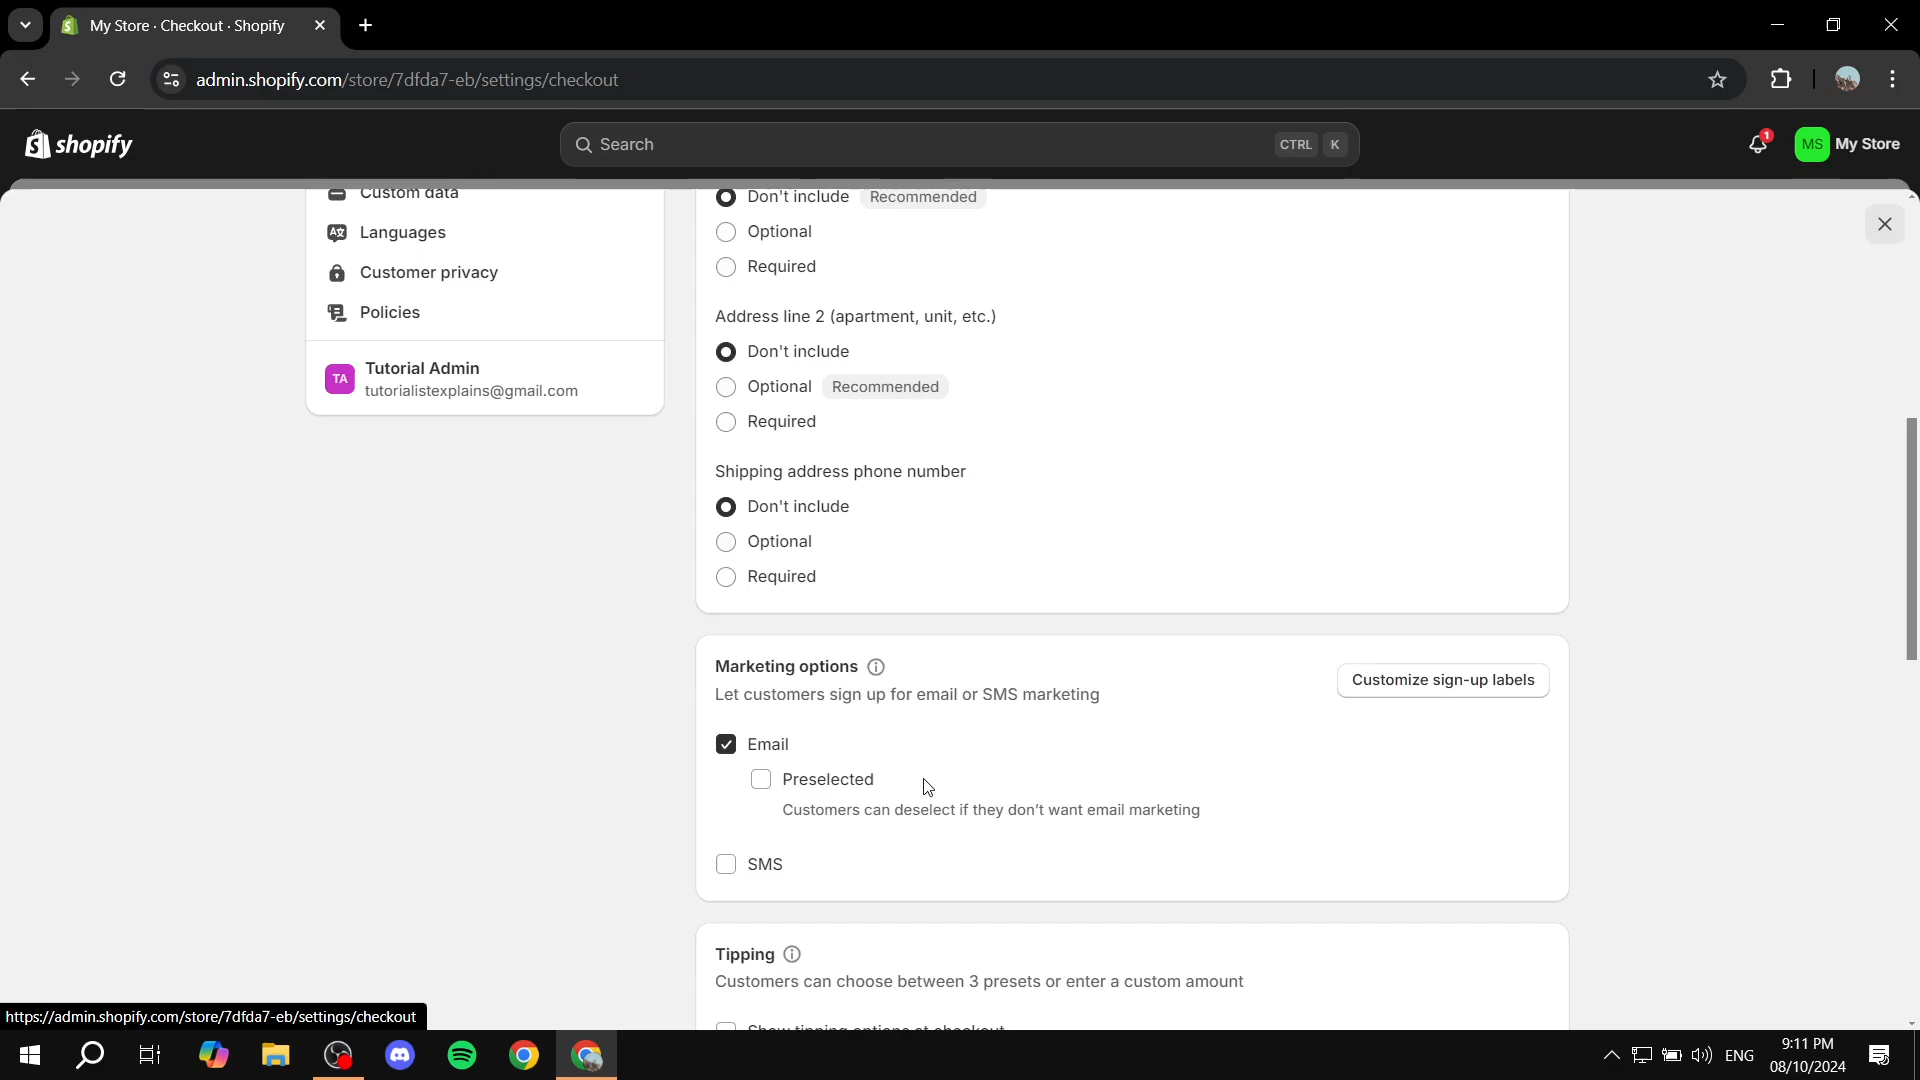 My Store · Checkout · Shopify
admin.shopify.com/store/7dfda7-eb/settings/checkout
shopify
Search
CTRL K
1
MS My Store
Custom data
Languages
Customer privacy
Policies
TA
Tutorial Admin
tutorialistexplains@gmail.com
Don't include Recommended
Optional
Required
Address line 2 (apartment, unit, etc.)
Don't include
Optional Recommended
Required
Shipping address phone number
Don't include
Optional
Required
Marketing options
Let customers sign up for email or SMS marketing
Customize sign-up labels
Email
Preselected
Customers can deselect if they don't want email marketing
SMS
Tipping
Customers can choose between 3 presets or enter a custom amount
Show tipping options at checkout
https://admin.shopify.com/store/7dfda7-eb/settings/checkout
ENG
9:11 PM
08/10/2024